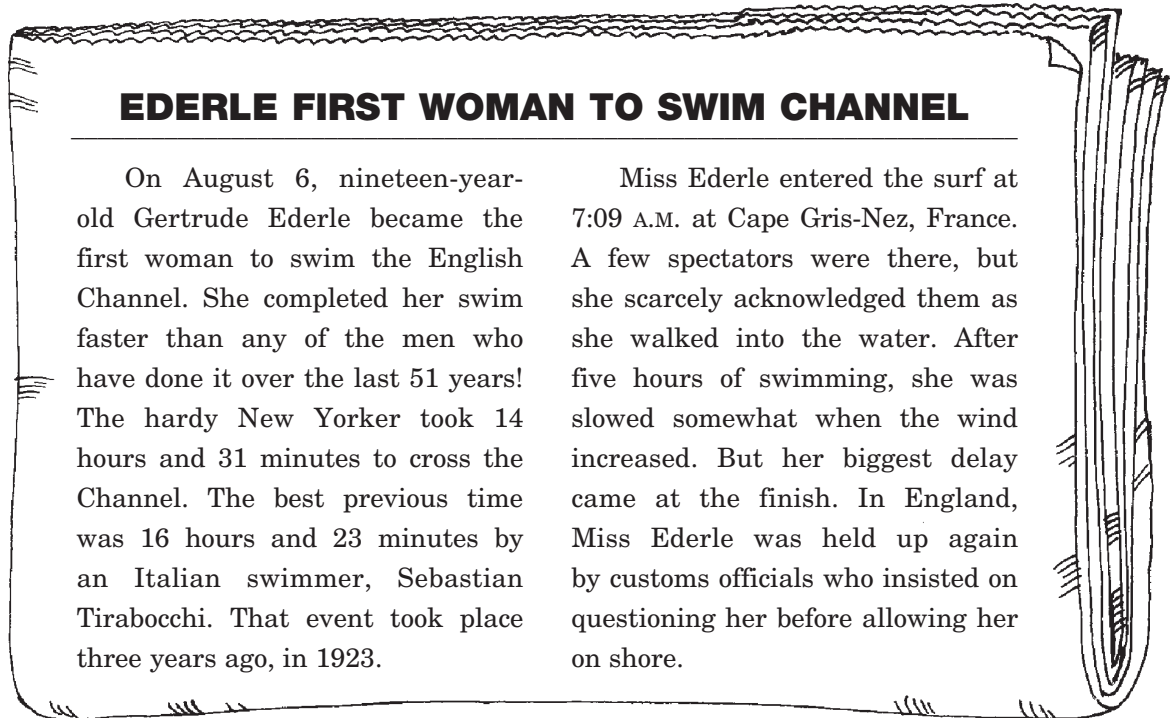 EDERLE FIRST WOMAN TO SWIM CHANNEL
On August 6, nineteen-year-
old Gertrude Ederle became the
first woman to swim the English
Channel. She completed her swim
faster than any of the men who
have done it over the last 51 years!
The hardy New Yorker took 14
hours and 31 minutes to cross the
Channel. The best previous time
was 16 hours and 23 minutes by
an Italian swimmer, Sebastian
Tirabocchi. That event took place
three years ago, in 1923.
Miss Ederle entered the surf at
7:09 A.M. at Cape Gris-Nez, France.
A few spectators were there, but
she scarcely acknowledged them as
she walked into the water. After
five hours of swimming, she was
slowed somewhat when the wind
increased. But her biggest delay
came at the finish. In England,
Miss Ederle was held up again
by customs officials who insisted on
questioning her before allowing her
on shore.